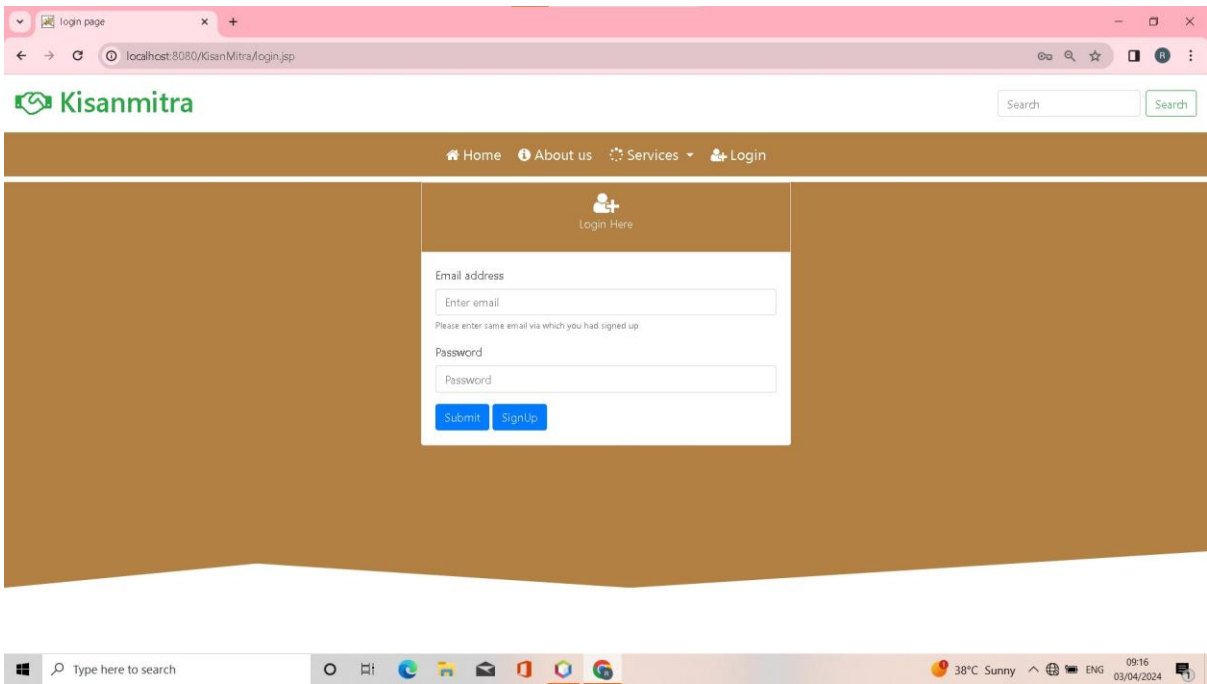 login page
localhost:8080/KisanMitra/login.jsp
R
Kisanmitra
Search
Search
Home About us Services Login
Login Here
Email address
Enter email
Please enter same email via which you had signed up
Password
Password
Submit SignUp
Type here to search
38°C Sunny ENG 09:16
03/04/2024